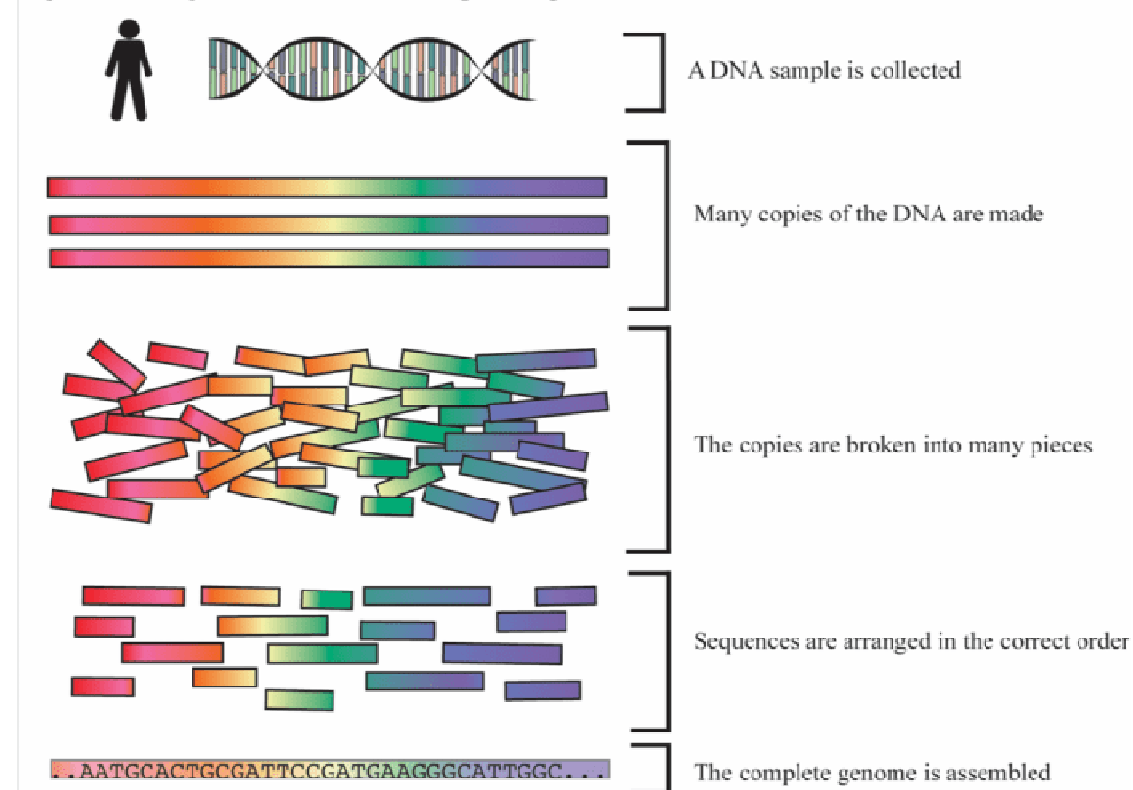 A DNA sample is collected
Many copies of the DNA are made
The copies are broken into many pieces
Sequences are arranged in the correct order
..AATGCACTGCGATTCCGATGAAGGGCATTGGC...
The complete genome is assembled